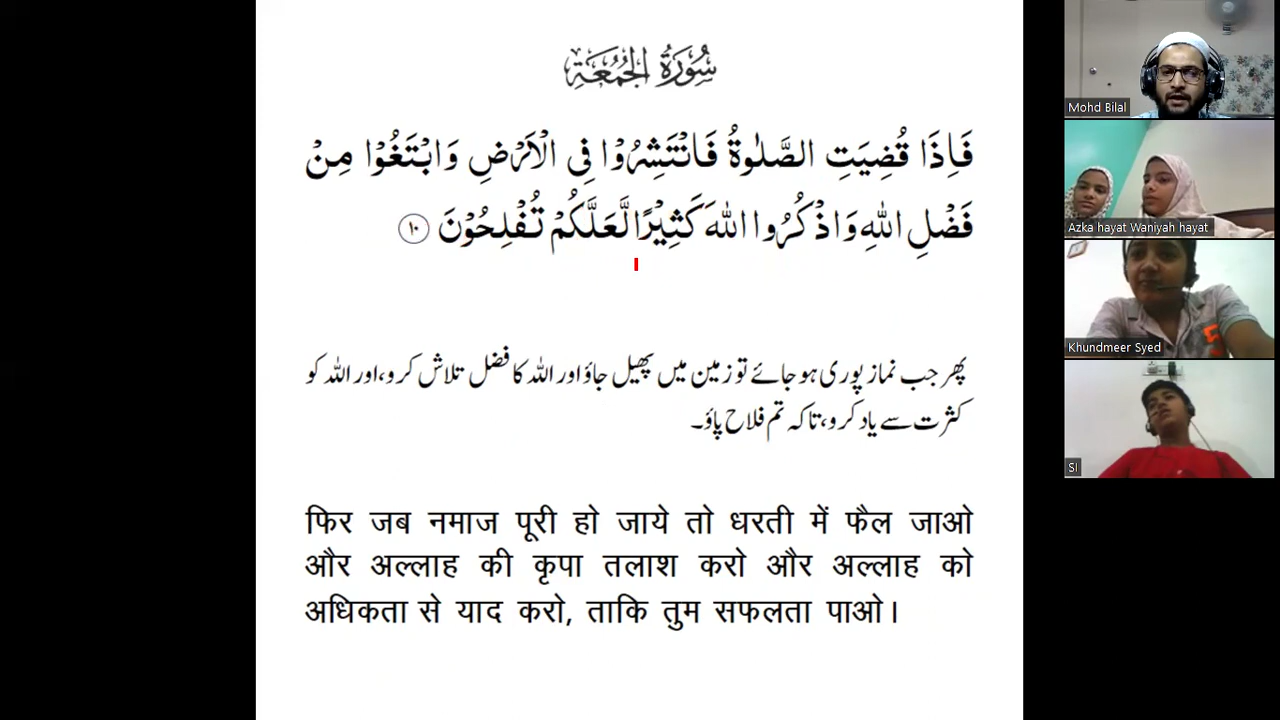 سُوْرَةُ الْجُمُعَةِ
فَاِذَا قُضِيَتِ الصَّلٰوةُ فَانْتَشِرُوْا فِى الْاَرْضِ وَابْتَغُوْا مِنْ
فَضْلِ اللّٰهِ وَاذْكُرُوا اللّٰهَ كَثِيْرًا لَّعَلَّكُمْ تُفْلِحُوْنَ ۝۱۰
پھر جب نماز پوری ہو جائے تو زمین میں پھیل جاؤ اور اللہ کا فضل تلاش کرو، اور اللہ کو
کثرت سے یاد کرو، تاکہ تم فلاح پاؤ۔
फिर जब नमाज पूरी हो जाये तो धरती में फैल जाओ
और अल्लाह की कृपा तलाश करो और अल्लाह को
अधिकता से याद करो, ताकि तुम सफलता पाओ।
Mohd Bilal
Azka hayat Waniyah hayat
Khundmeer Syed
SI